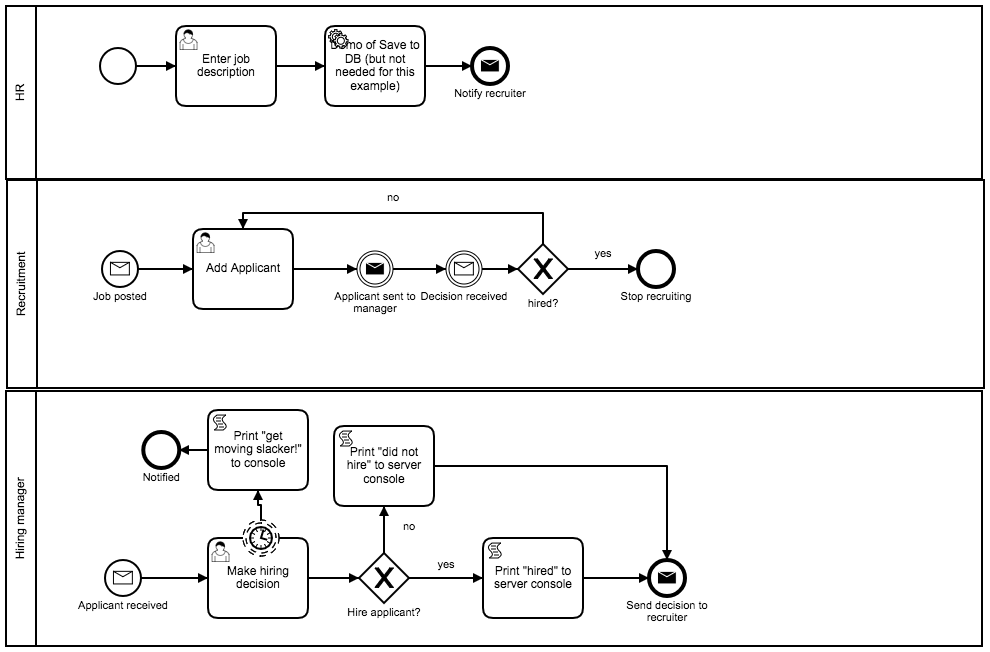 HR
Enter job
description
Demo of Save to
DB (but not
needed for this
example)
Notify recruiter
Recruitment
no
Job posted
Add Applicant
Applicant sent to
manager
Decision received
hired?
yes
Stop recruiting
Hiring manager
Notified
Print "get
moving slacker!"
to console
Print "did not
hire" to server
console
no
Applicant received
Make hiring
decision
Hire applicant?
yes
Print "hired" to
server console
Send decision to
recruiter